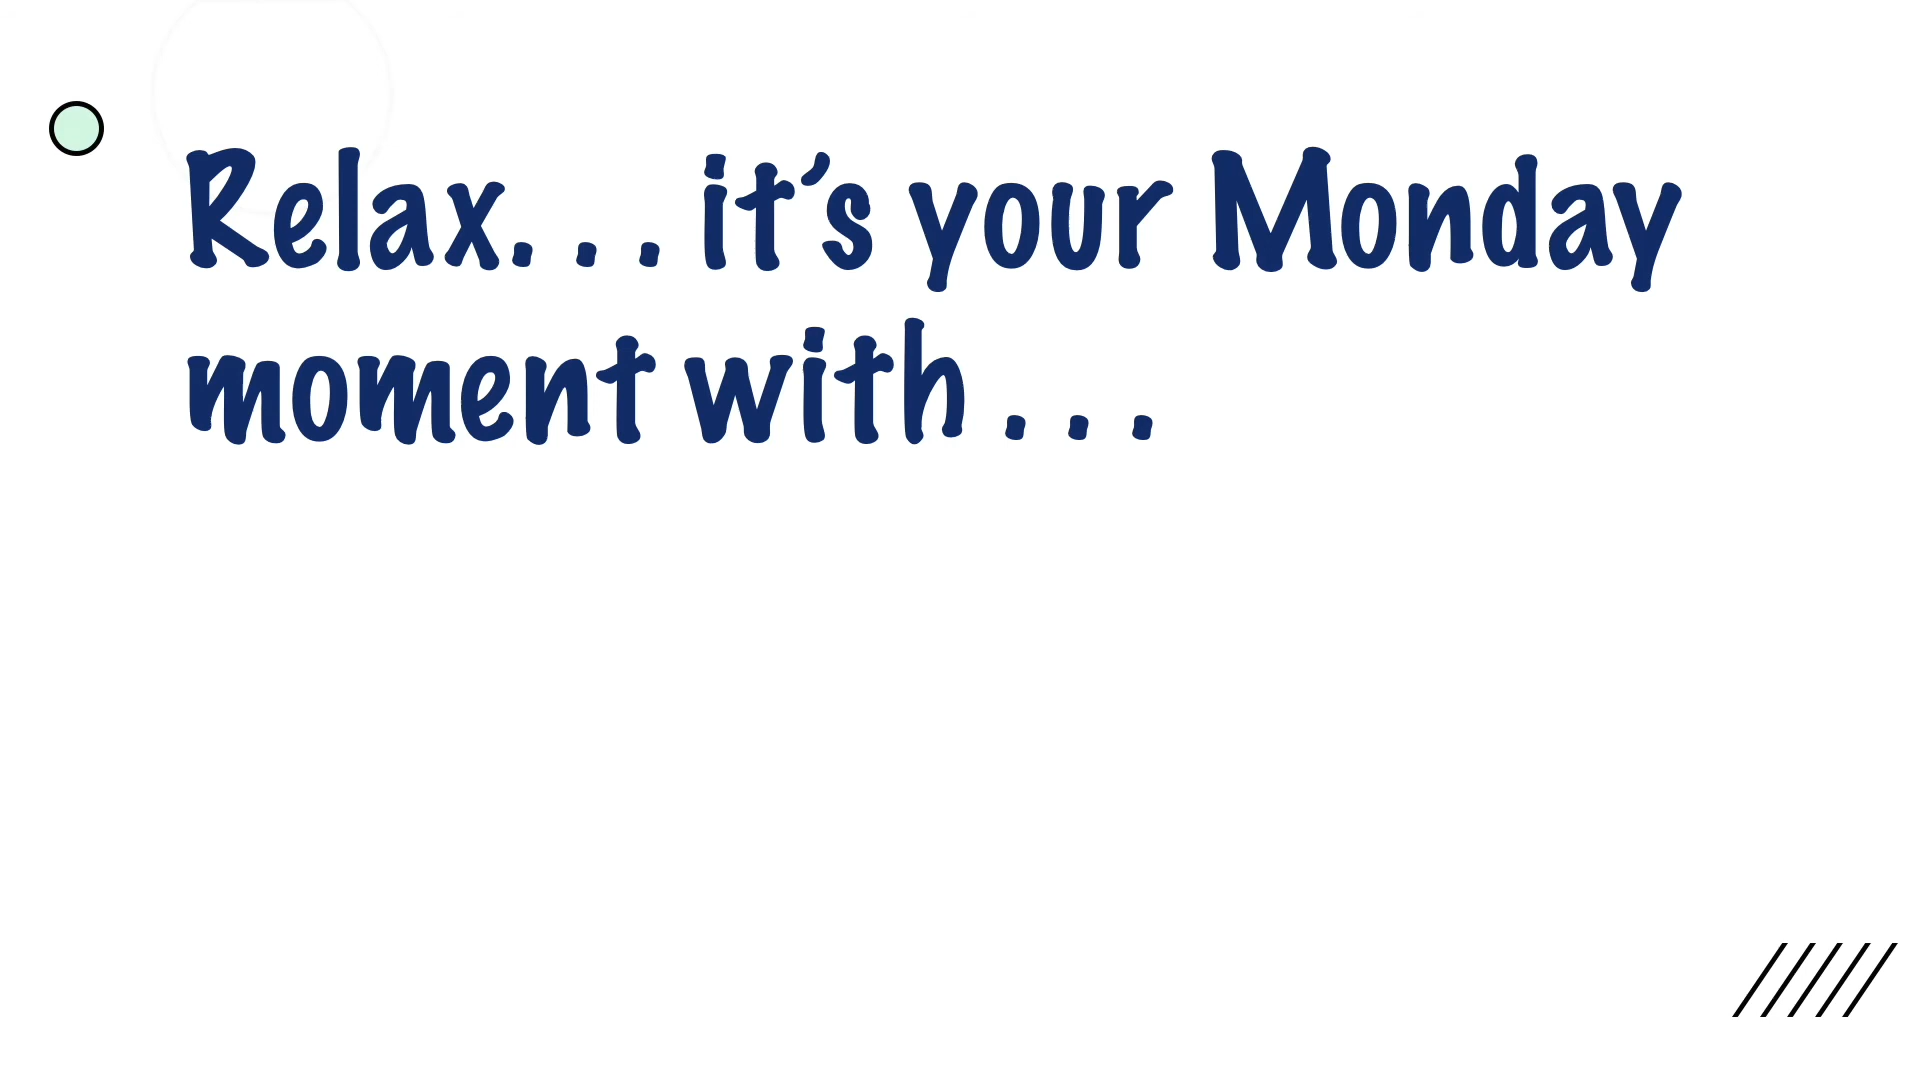 Relax. . . it’s your Monday
moment with . . .